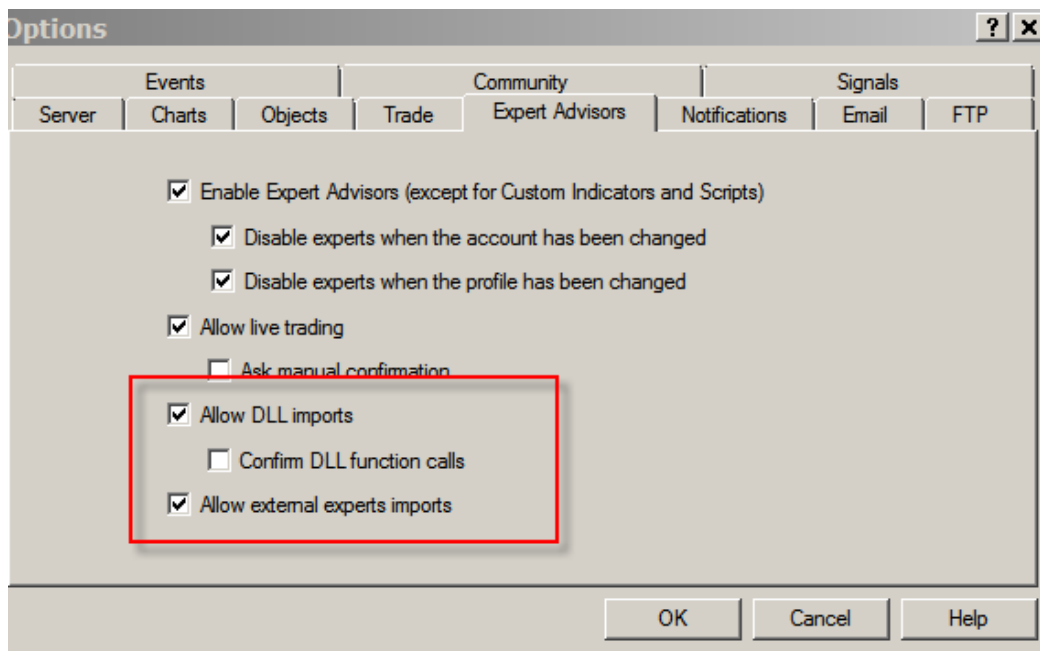 Options
Events Community Signals
Server Charts Objects Trade Expert Advisors Notifications Email FTP
Enable Expert Advisors (except for Custom Indicators and Scripts)
Disable experts when the account has been changed
Disable experts when the profile has been changed
Allow live trading
Ask manual confirmation
Allow DLL imports
Confirm DLL function calls
Allow external experts imports
OK Cancel Help